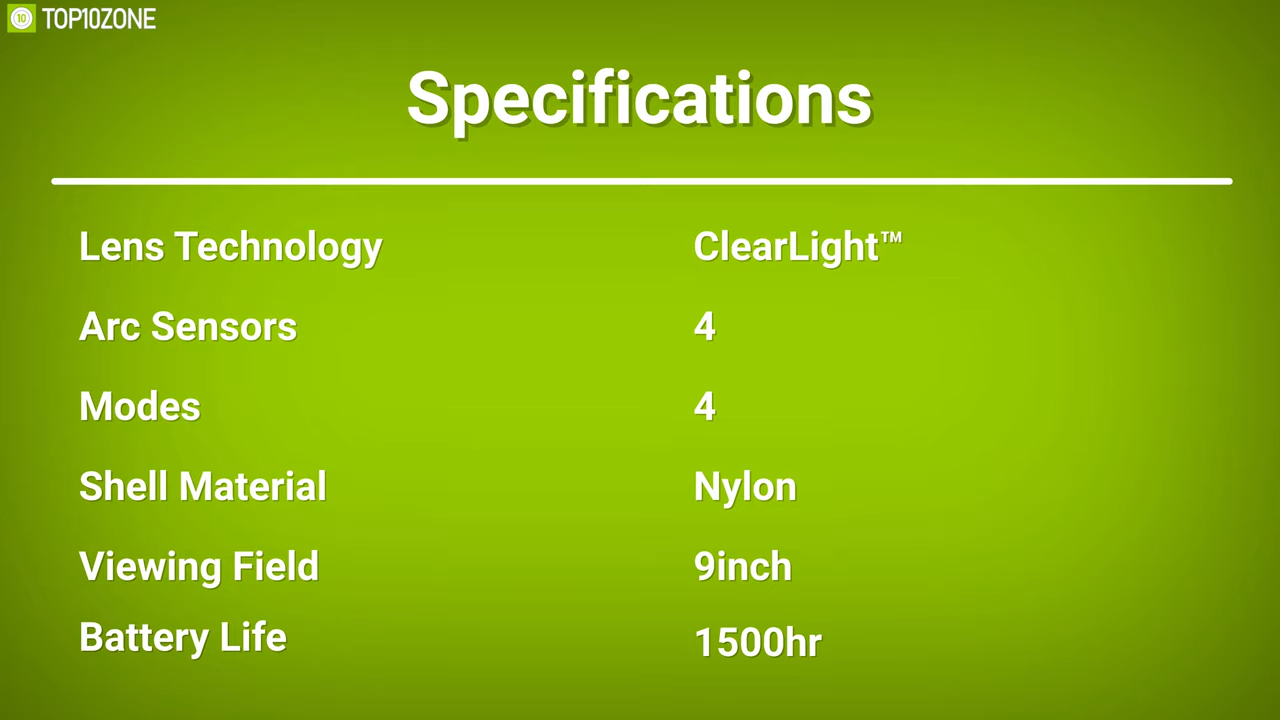 10 TOP10ZONE
Specifications
Lens Technology ClearLight™
Arc Sensors 4
Modes 4
Shell Material Nylon
Viewing Field 9inch
Battery Life 1500hr